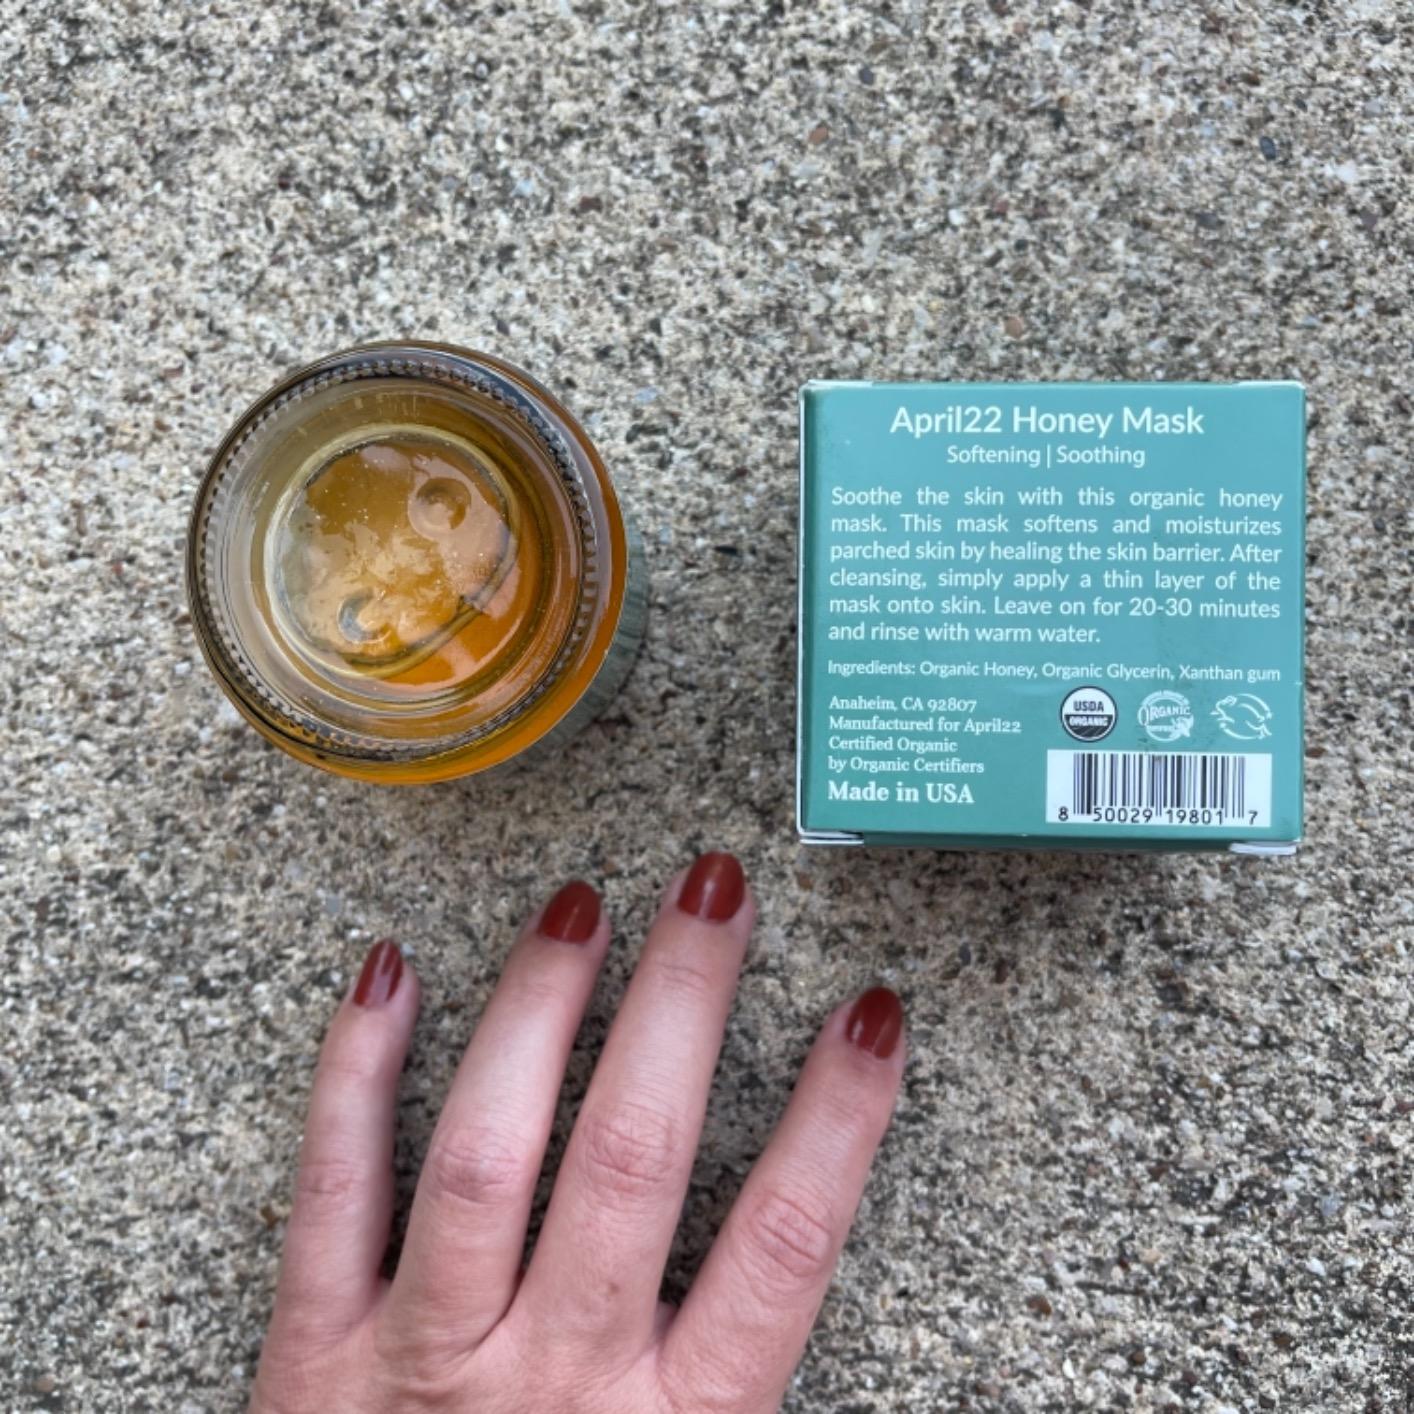 April22 Honey Mask
Softening | Soothing
Soothe the skin with this organic honey
mask. This mask softens and moisturizes
parched skin by healing the skin barrier. After
cleansing, simply apply a thin layer of the
mask onto skin. Leave on for 20-30 minutes
and rinse with warm water.
Ingredients: Organic Honey, Organic Glycerin, Xanthan gum
Anaheim, CA 92807
Manufactured for April22
Certified Organic
by Organic Certifiers
Made in USA
USDA
ORGANIC
ORGANIC
8 50029 19801 7